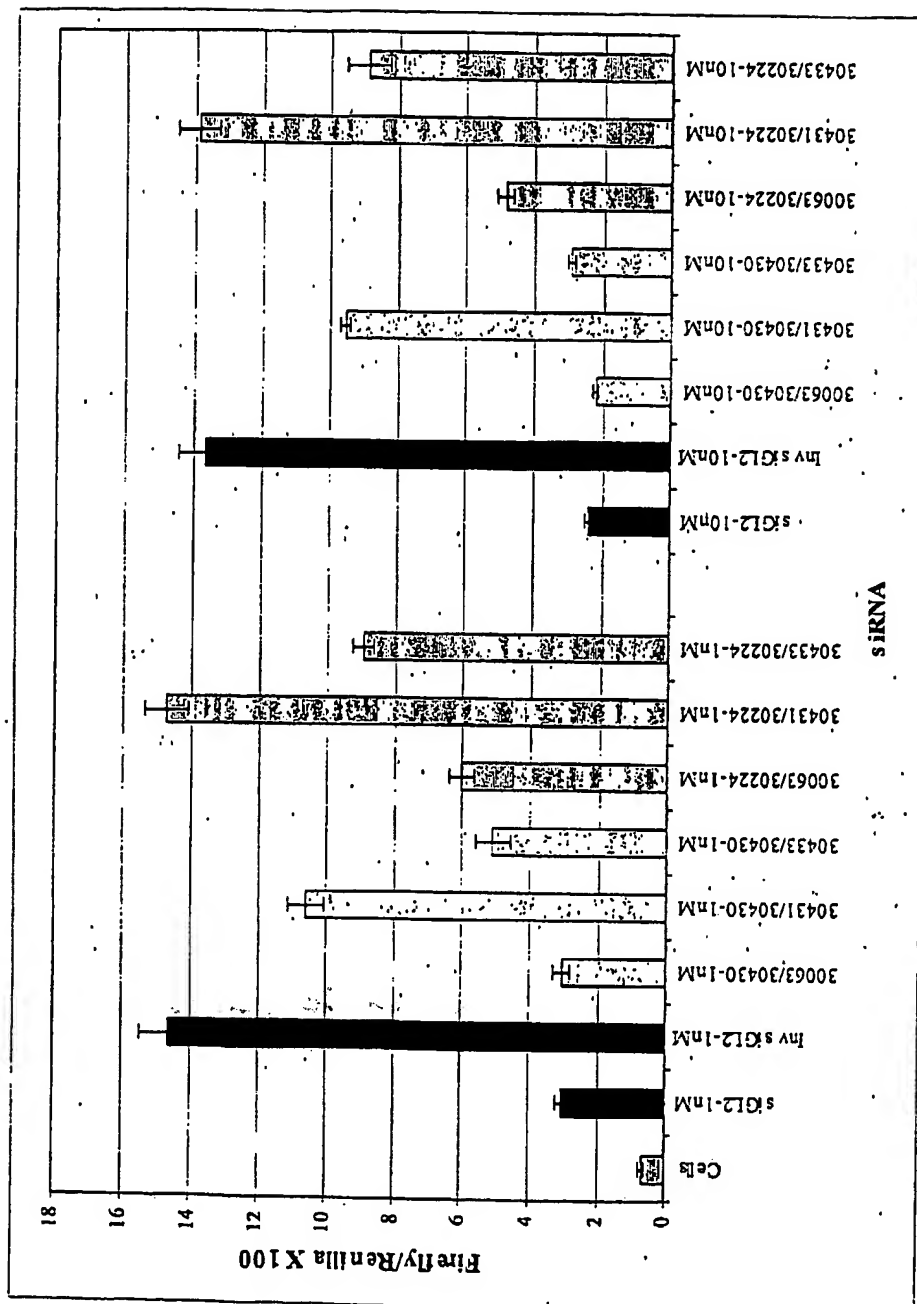 Firefly/Renilla X 100
18
16
14
12
10
8
6
4
2
0
Cells
siGL2-1nM
Inv siGL2-1nM
30063/30430-1nM
30431/30430-1nM
30433/30430-1nM
30063/30224-1nM
30431/30224-1nM
30433/30224-1nM
siGL2-10nM
Inv siGL2-10nM
30063/30430-10nM
30431/30430-10nM
30433/30430-10nM
30063/30224-10nM
30431/30224-10nM
30433/30224-10nM
siRNA